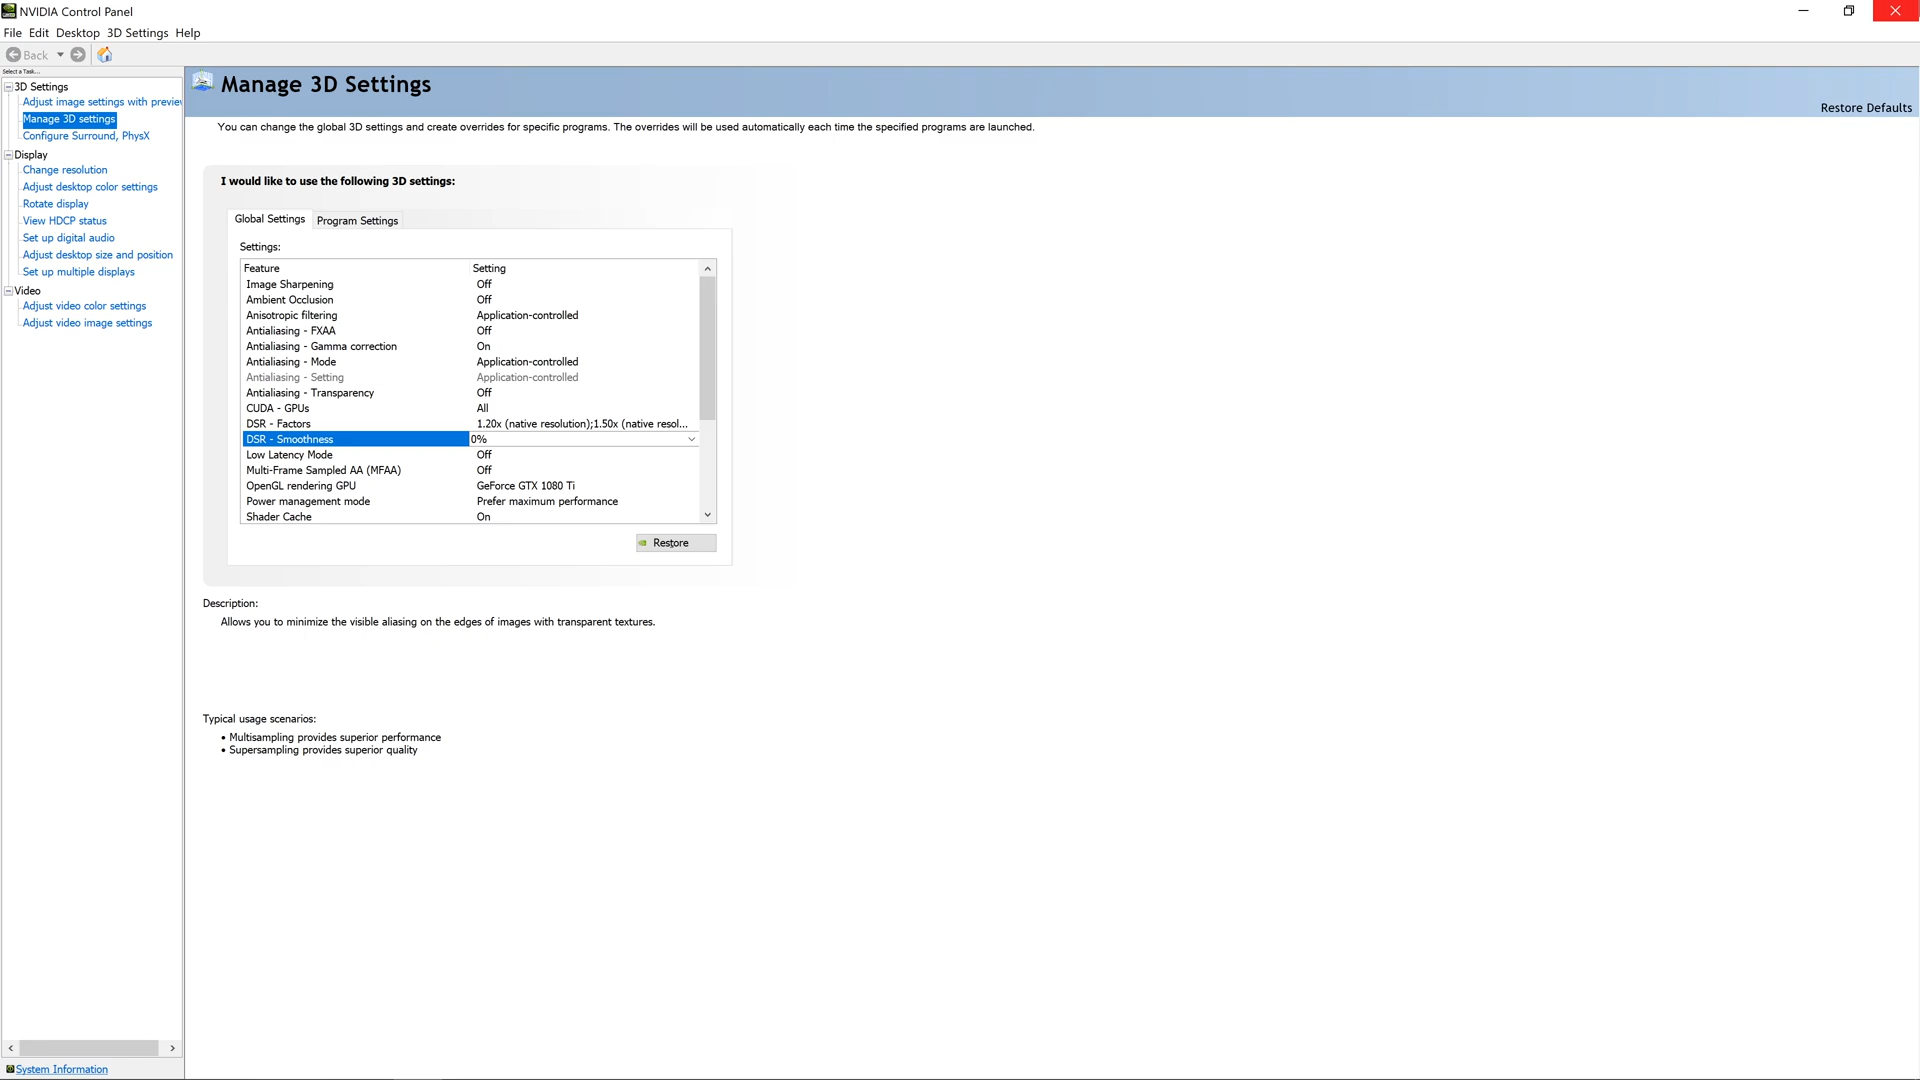 NVIDIA Control Panel
File Edit Desktop 3D Settings Help
Back
Select a Task...
3D Settings
Adjust image settings with preview
Manage 3D settings
Configure Surround, PhysX
Display
Change resolution
Adjust desktop color settings
Rotate display
View HDCP status
Set up digital audio
Adjust desktop size and position
Set up multiple displays
Video
Adjust video color settings
Adjust video image settings
System Information
Manage 3D Settings
Restore Defaults
You can change the global 3D settings and create overrides for specific programs. The overrides will be used automatically each time the specified programs are launched.
I would like to use the following 3D settings:
Global Settings Program Settings
Settings:
Feature Setting
Image Sharpening Off
Ambient Occlusion Off
Anisotropic filtering Application-controlled
Antialiasing - FXAA Off
Antialiasing - Gamma correction On
Antialiasing - Mode Application-controlled
Antialiasing - Setting Application-controlled
Antialiasing - Transparency Off
CUDA - GPUs All
DSR - Factors 1.20x (native resolution);1.50x (native resol...
DSR - Smoothness 0%
Low Latency Mode Off
Multi-Frame Sampled AA (MFAA) Off
OpenGL rendering GPU GeForce GTX 1080 Ti
Power management mode Prefer maximum performance
Shader Cache On
Restore
Description:
Allows you to minimize the visible aliasing on the edges of images with transparent textures.
Typical usage scenarios:
• Multisampling provides superior performance
• Supersampling provides superior quality